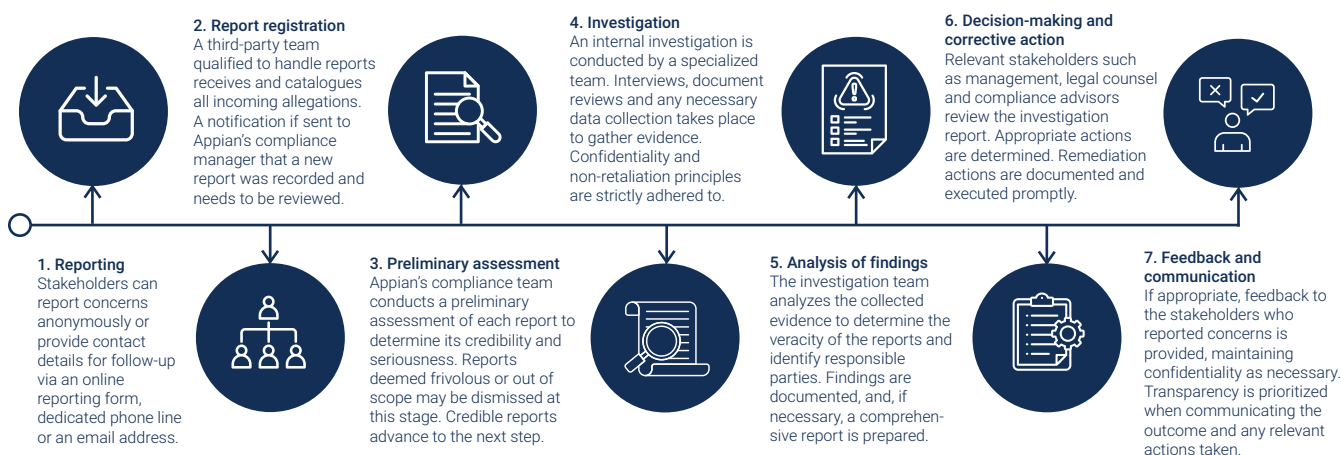 1. Reporting
Stakeholders can
report concerns
anonymously or
provide contact
details for follow-up
via an online
reporting form,
dedicated phone line
or an email address.
2. Report registration
A third-party team
qualified to handle reports
receives and catalogues
all incoming allegations.
A notification if sent to
Appian's compliance
manager that a new
report was recorded and
needs to be reviewed.
3. Preliminary assessment
Appian's compliance team
conducts a preliminary
assessment of each report to
determine its credibility and
seriousness. Reports
deemed frivolous or out of
scope may be dismissed at
this stage. Credible reports
advance to the next step.
4. Investigation
An internal investigation is
conducted by a specialized
team. Interviews, document
reviews and any necessary
data collection takes place
to gather evidence.
Confidentiality and
non-retaliation principles
are strictly adhered to.
5. Analysis of findings
The investigation team
analyzes the collected
evidence to determine the
veracity of the reports and
identify responsible
parties. Findings are
documented, and, if
necessary, a comprehen-
sive report is prepared.
6. Decision-making and
corrective action
Relevant stakeholders such
as management, legal counsel
and compliance advisors
review the investigation
report. Appropriate actions
are determined. Remediation
actions are documented and
executed promptly.
7. Feedback and
communication
If appropriate, feedback to
the stakeholders who
reported concerns is
provided, maintaining
confidentiality as necessary.
Transparency is prioritized
when communicating the
outcome and any relevant
actions taken.